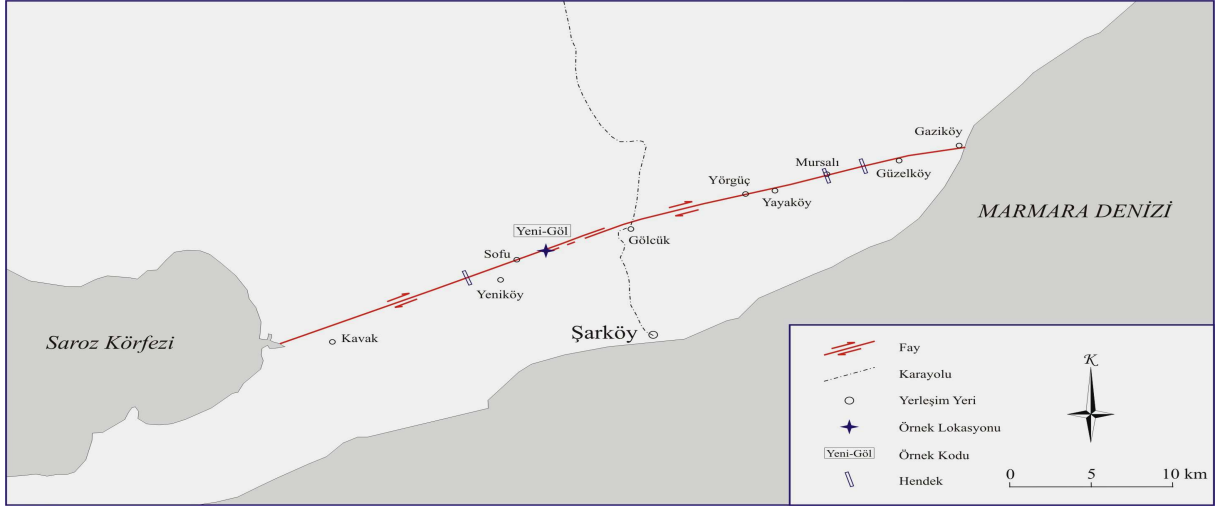 Gaziköy
Mursalı
Güzelköy
Yörgüç
Yayaköy
MARMARA DENİZİ
Yeni-Göl
Gölcük
Sofu
Yeniköy
Şarköy
Kavak
Saroz Körfezi
Fay
Karayolu
Yerleşim Yeri
Örnek Lokasyonu
Yeni-Göl
Örnek Kodu
Hendek
K
0 5 10 km